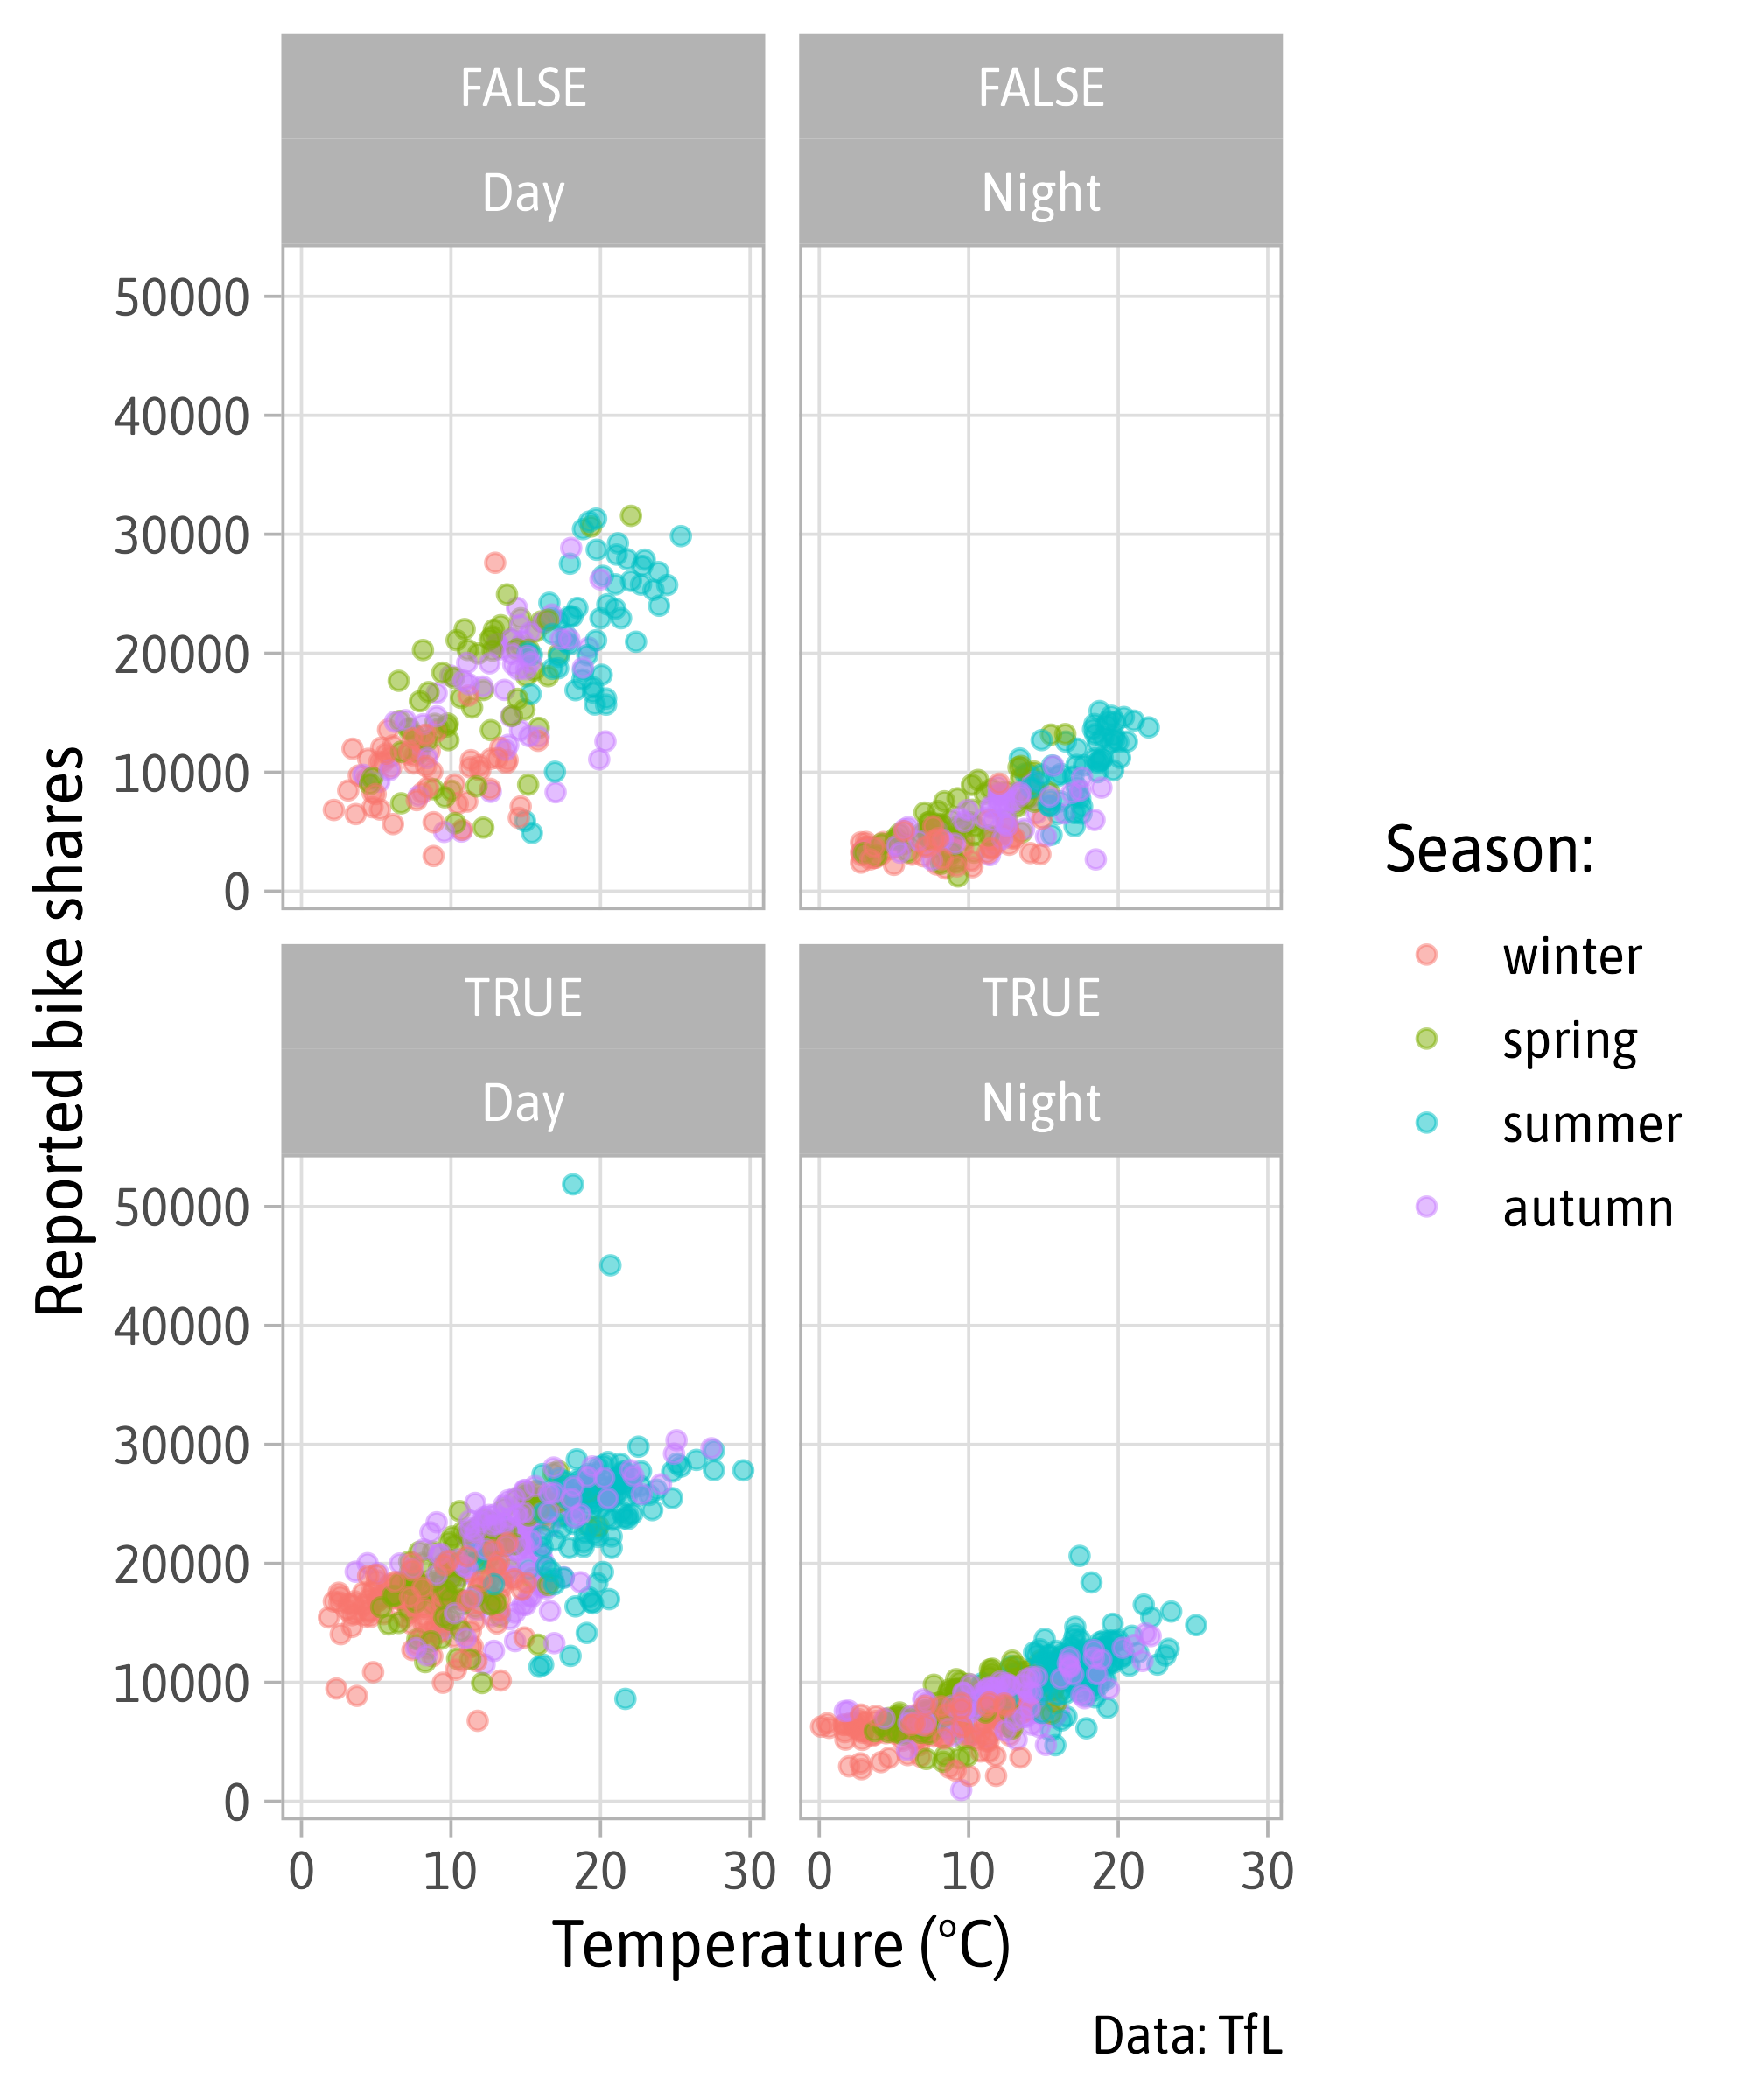 FALSE
FALSE
Day
Night
50000
40000
30000
20000
10000
0
TRUE
TRUE
Day
Night
50000
40000
30000
20000
10000
0
0 10 20 30
0 10 20 30
Temperature (°C)
Reported bike shares
Season:
winter
spring
summer
autumn
Data: TfL